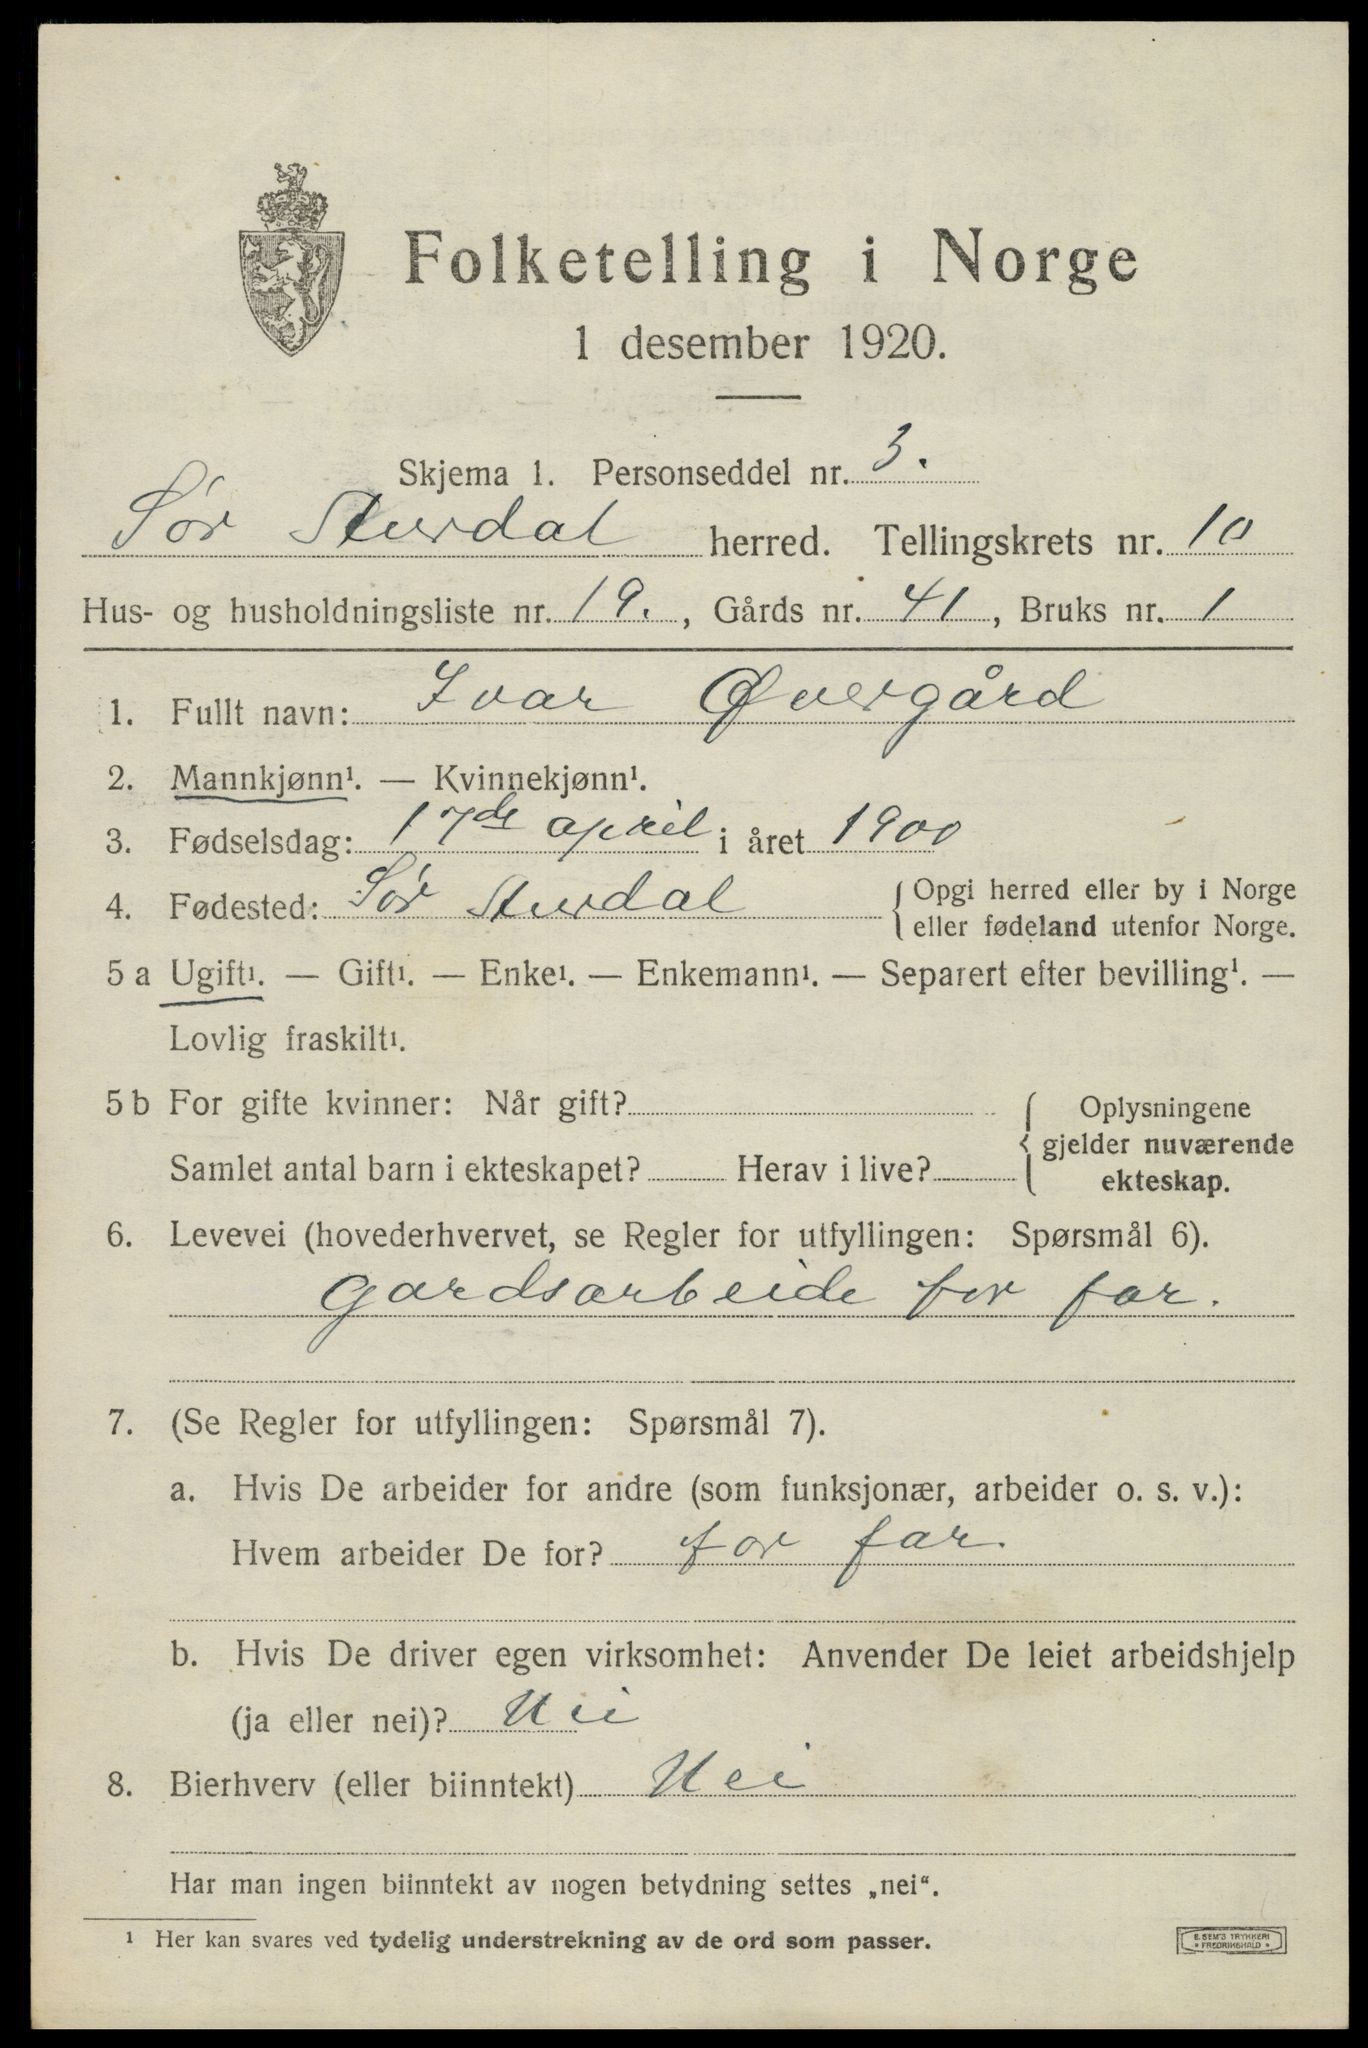 Folketelling i Norge
1 desember 1920.
Skjema 1. Personseddel nr. 3.
Sør Aurdal herred. Tellingskrets nr. 10
Hus- og husholdningsliste nr. 19., Gårds nr. 41, Bruks nr. 1
1. Fullt navn: Ivar Øvergård
2. Mannkjønn¹. — Kvinnekjønn¹.
3. Fødselsdag: 17de april i året 1900
4. Fødested: Sør Aurdal { Opgi herred eller by i Norge
eller fødeland utenfor Norge.
5 a Ugift¹. — Gift¹. — Enke¹. — Enkemann¹. — Separert efter bevilling¹. —
Lovlig fraskilt¹.
5 b For gifte kvinner: Når gift? { Oplysningene
gjelder nuværende
ekteskap.
Samlet antal barn i ekteskapet? Herav i live?
6. Levevei (hovederhvervet, se Regler for utfyllingen: Spørsmål 6).
Gardsarbeide for far.
7. (Se Regler for utfyllingen: Spørsmål 7).
a. Hvis De arbeider for andre (som funksjonær, arbeider o. s. v.):
Hvem arbeider De for? for far.
b. Hvis De driver egen virksomhet: Anvender De leiet arbeidshjelp
(ja eller nei)? Nei
8. Bierhverv (eller biinntekt) Nei
Har man ingen biinntekt av nogen betydning settes „nei“.
¹ Her kan svares ved tydelig understrekning av de ord som passer.
E. SEM'S TRYKKERI
• FREDRIKSHALD •